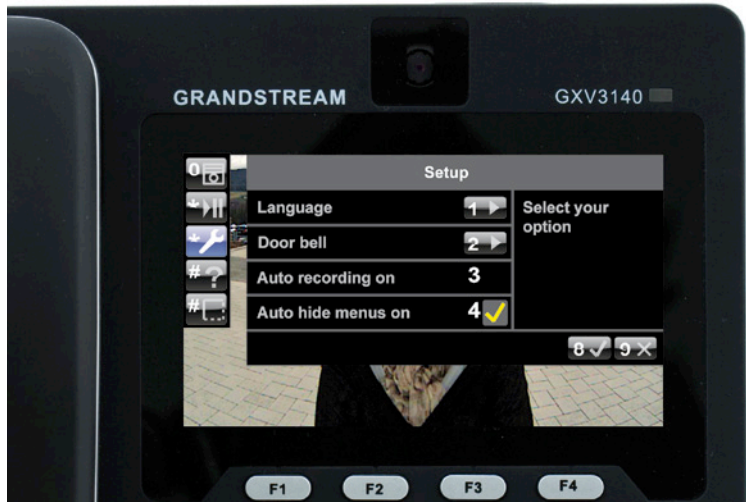 GRANDSTREAM
GXV3140
Setup
0
*
*
#?
#
Language 1
Door bell 2
Auto recording on 3
Auto hide menus on 4
Select your
option
8 9
F1 F2 F3 F4